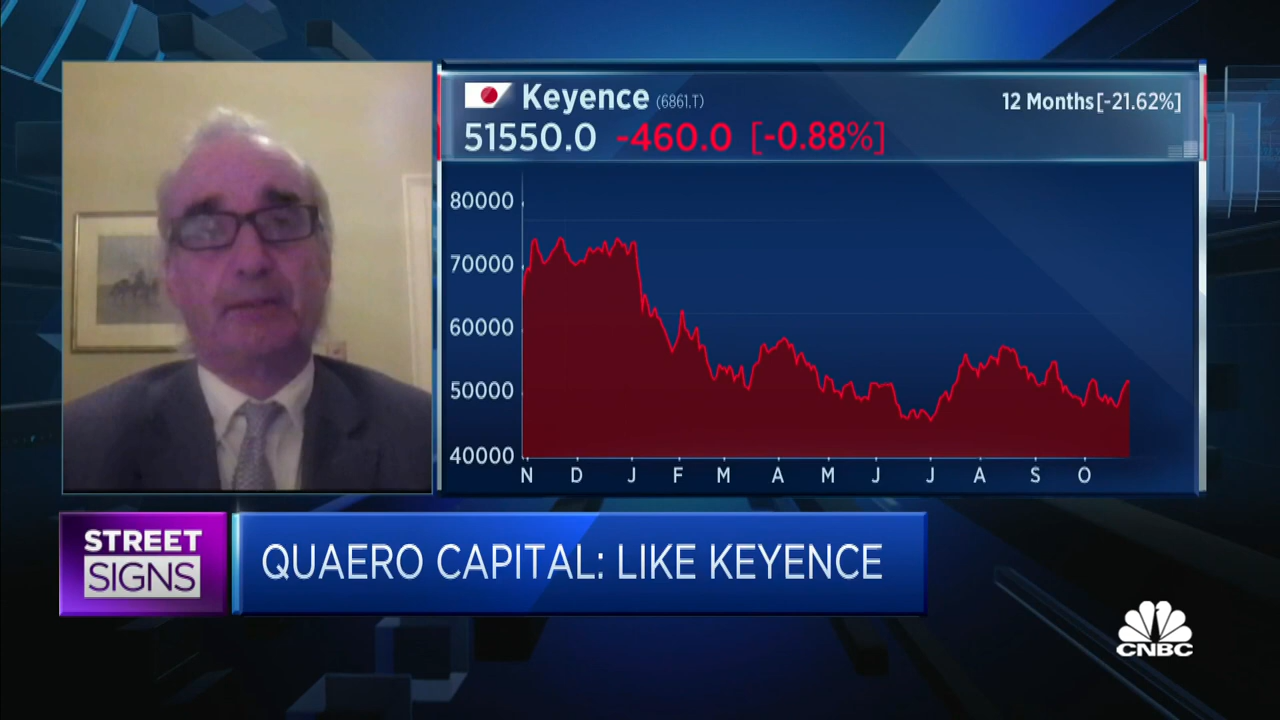 Keyence (6861.T)
12 Months [-21.62%]
51550.0 -460.0 [-0.88%]
80000
70000
60000
50000
40000
N D J F M A M J J A S O
STREET
SIGNS
QUAERO CAPITAL: LIKE KEYENCE
CNBC